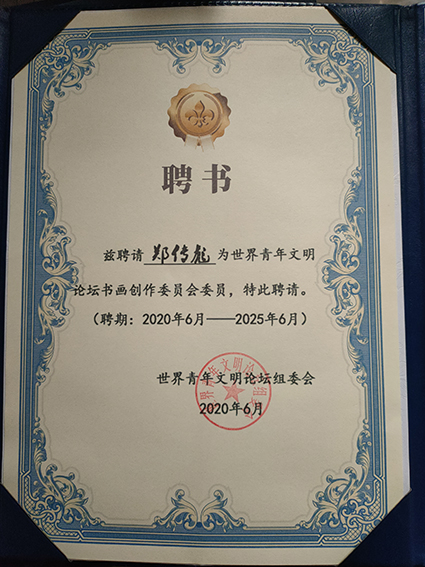 聘书
兹聘请 郑传彪 为世界青年文明
论坛书画创作委员会委员，特此聘请。
（聘期：2020年6月——2025年6月）
世界青年文明论坛组委会
2020年6月